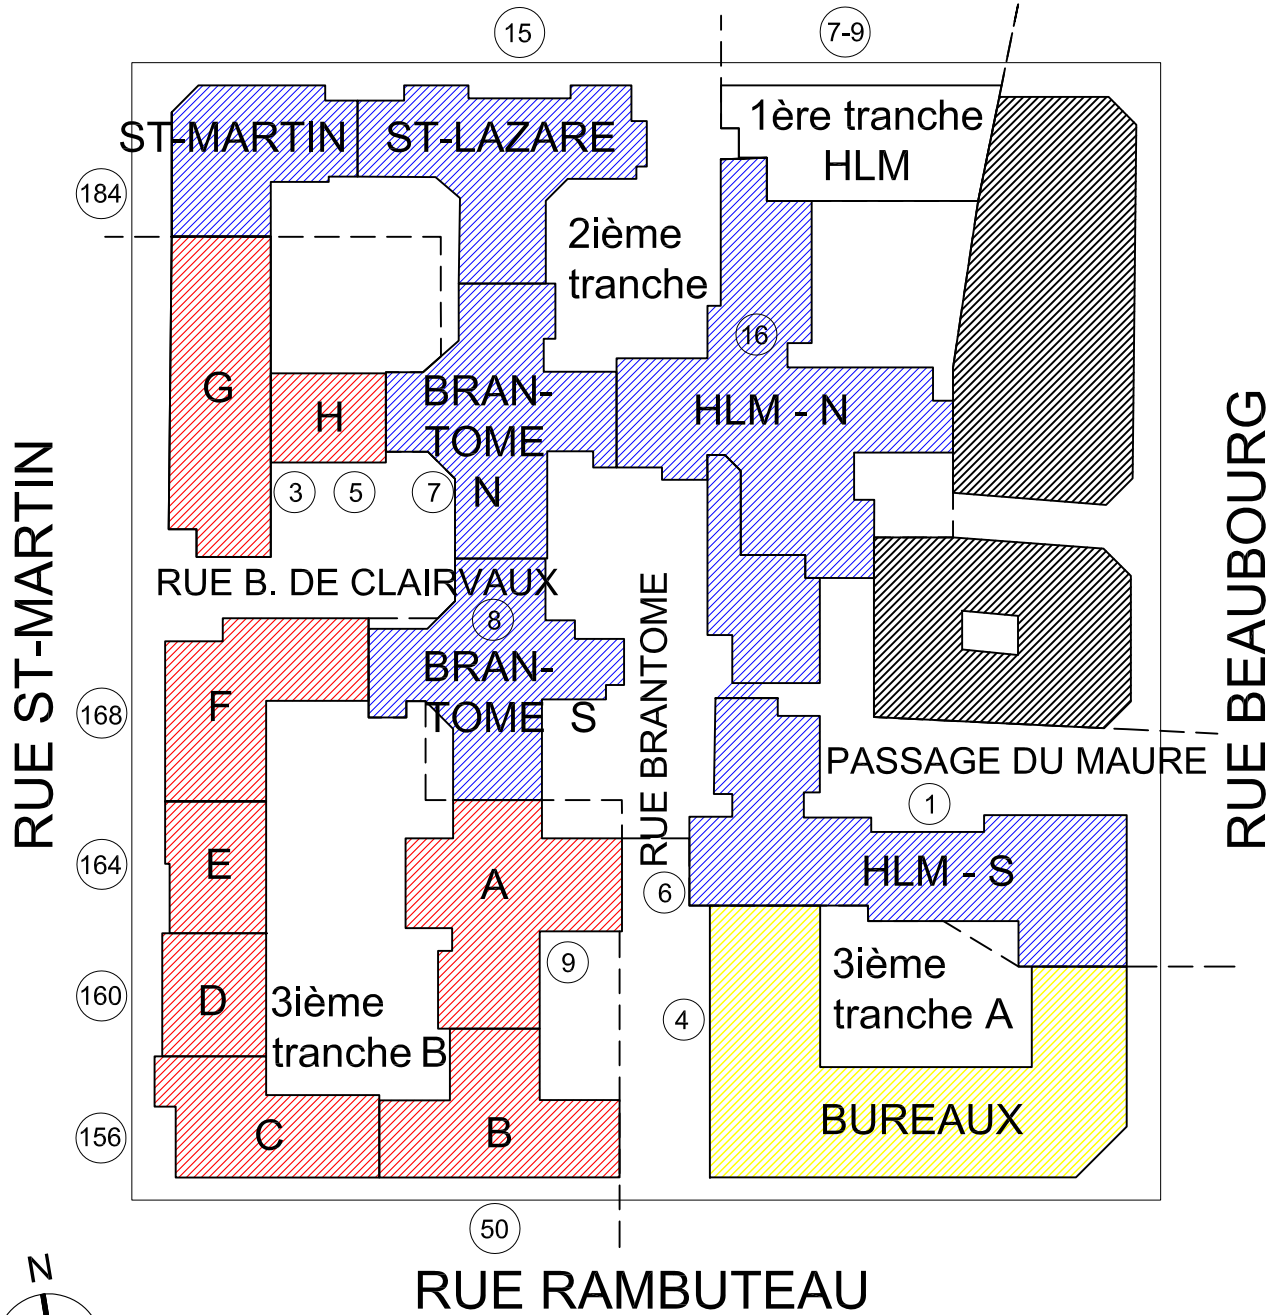 15
7-9
1ère tranche
HLM
ST-MARTIN
ST-LAZARE
184
2ième
tranche
16
G
H
BRAN-
TOME
N
HLM - N
3
5
7
RUE ST-MARTIN
RUE BEAUBOURG
RUE B. DE CLAIRVAUX
8
BRAN-
TOME S
RUE BRANTOME
F
168
PASSAGE DU MAURE
1
E
164
A
6
HLM - S
9
D
160
3ième
tranche B
4
3ième
tranche A
C
B
156
BUREAUX
50
N
RUE RAMBUTEAU